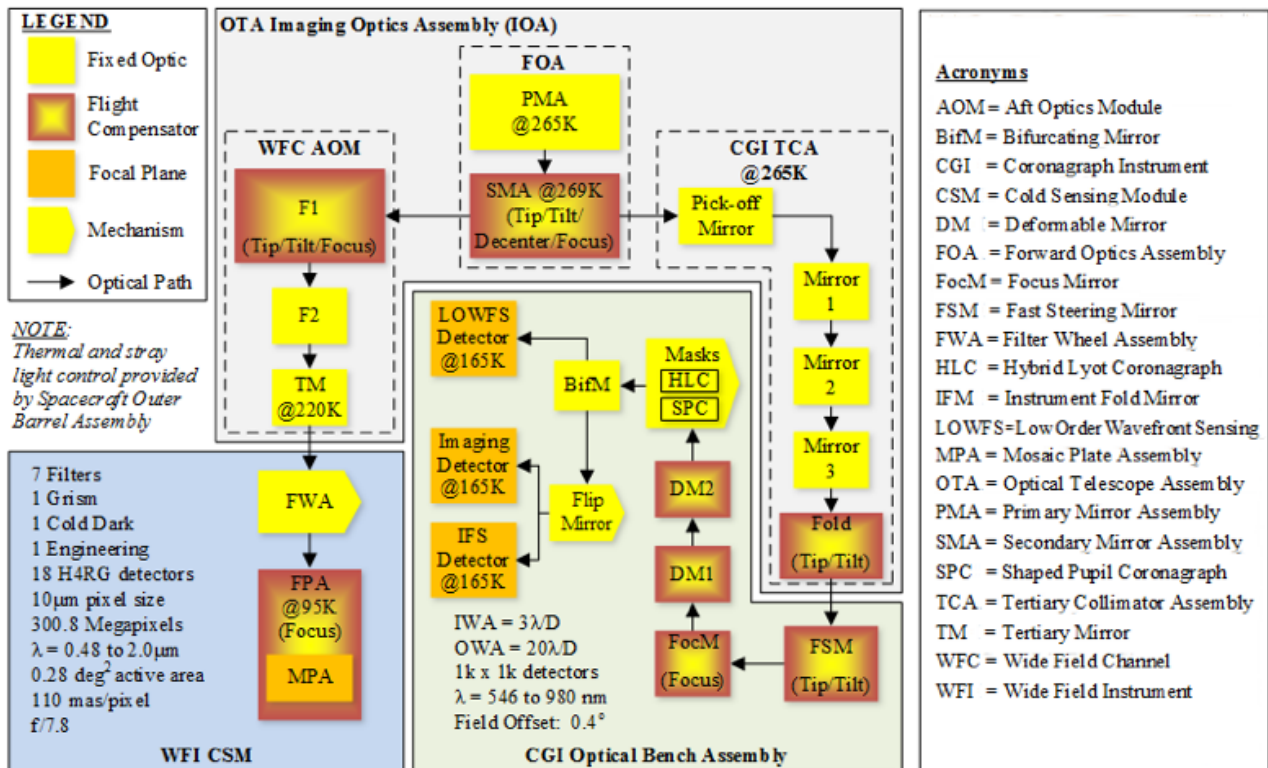 LEGEND
Fixed Optic
Flight
Compensator
Focal Plane
Mechanism
Optical Path
NOTE:
Thermal and stray
light control provided
by Spacecraft Outer
Barrel Assembly
OTA Imaging Optics Assembly (IOA)
FOA
PMA
@265K
SMA @269K
(Tip/Tilt/
Decenter/Focus)
WFC AOM
F1
(Tip/Tilt/Focus)
F2
TM
@220K
CGI TCA
@265K
Pick-off
Mirror
Mirror
1
Mirror
2
Mirror
3
Fold
(Tip/Tilt)
7 Filters
1 Grism
1 Cold Dark
1 Engineering
18 H4RG detectors
10μm pixel size
300.8 Megapixels
λ = 0.48 to 2.0μm
0.28 deg² active area
110 mas/pixel
f/7.8
FWA
FPA
@95K
(Focus)
MPA
WFI CSM
LOWFS
Detector
@165K
BifM
Masks
HLC
SPC
Imaging
Detector
@165K
Flip
Mirror
IFS
Detector
@165K
DM2
DM1
FocM
(Focus)
FSM
(Tip/Tilt)
IWA = 3λ/D
OWA = 20λ/D
1k x 1k detectors
λ = 546 to 980 nm
Field Offset: 0.4°
CGI Optical Bench Assembly
Acronyms
AOM = Aft Optics Module
BifM = Bifurcating Mirror
CGI = Coronagraph Instrument
CSM = Cold Sensing Module
DM = Deformable Mirror
FOA = Forward Optics Assembly
FocM = Focus Mirror
FSM = Fast Steering Mirror
FWA = Filter Wheel Assembly
HLC = Hybrid Lyot Coronagraph
IFM = Instrument Fold Mirror
LOWFS=Low Order Wavefront Sensing
MPA = Mosaic Plate Assembly
OTA = Optical Telescope Assembly
PMA = Primary Mirror Assembly
SMA = Secondary Mirror Assembly
SPC = Shaped Pupil Coronagraph
TCA = Tertiary Collimator Assembly
TM = Tertiary Mirror
WFC = Wide Field Channel
WFI = Wide Field Instrument